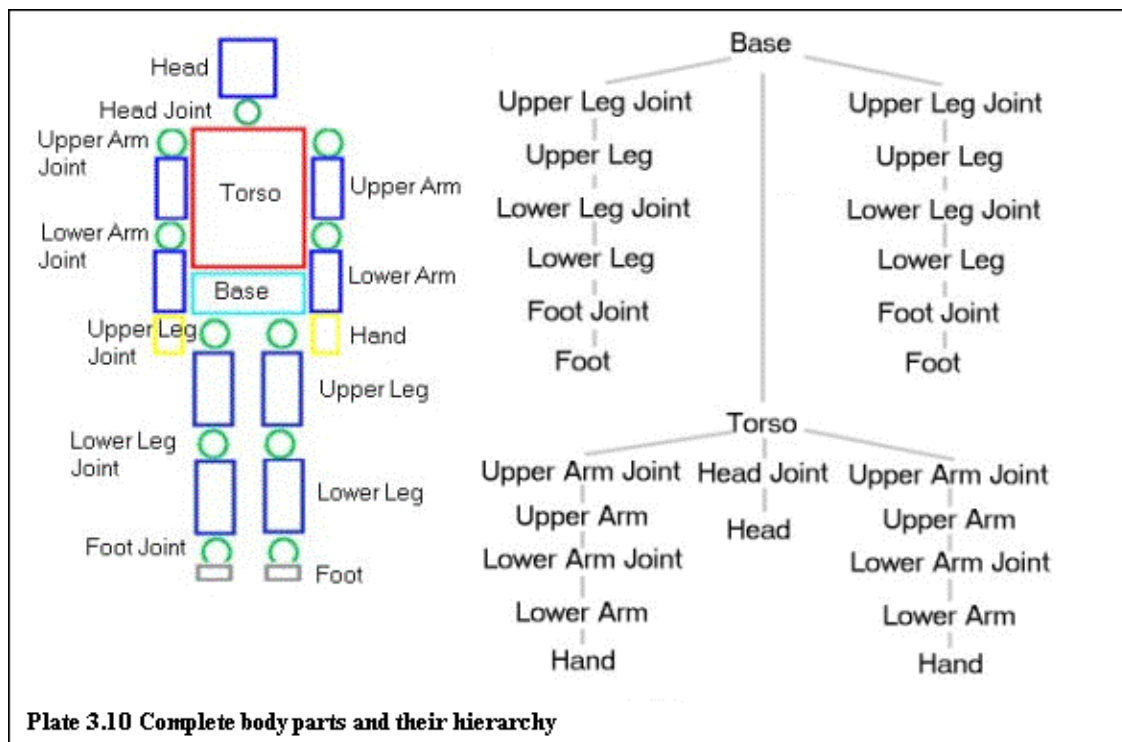 Head
Head Joint
Upper Arm
Joint
Torso
Upper Arm
Lower Arm
Joint
Base
Lower Arm
Upper Leg
Joint
Hand
Upper Leg
Lower Leg
Joint
Lower Leg
Foot Joint
Foot
Base
Upper Leg Joint
Upper Leg
Lower Leg Joint
Lower Leg
Foot Joint
Foot
Upper Leg Joint
Upper Leg
Lower Leg Joint
Lower Leg
Foot Joint
Foot
Torso
Upper Arm Joint
Upper Arm
Lower Arm Joint
Lower Arm
Hand
Head Joint
Head
Upper Arm Joint
Upper Arm
Lower Arm Joint
Lower Arm
Hand
Plate 3.10 Complete body parts and their hierarchy